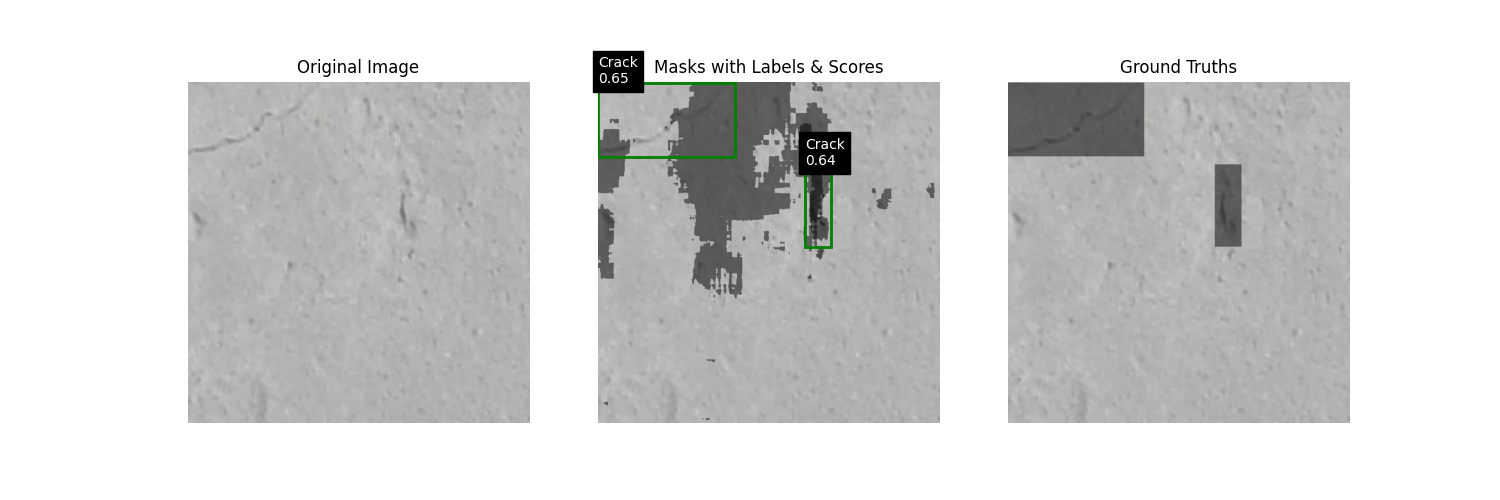 Original Image
Masks with Labels & Scores
Ground Truths
Crack
0.65
Crack
0.64